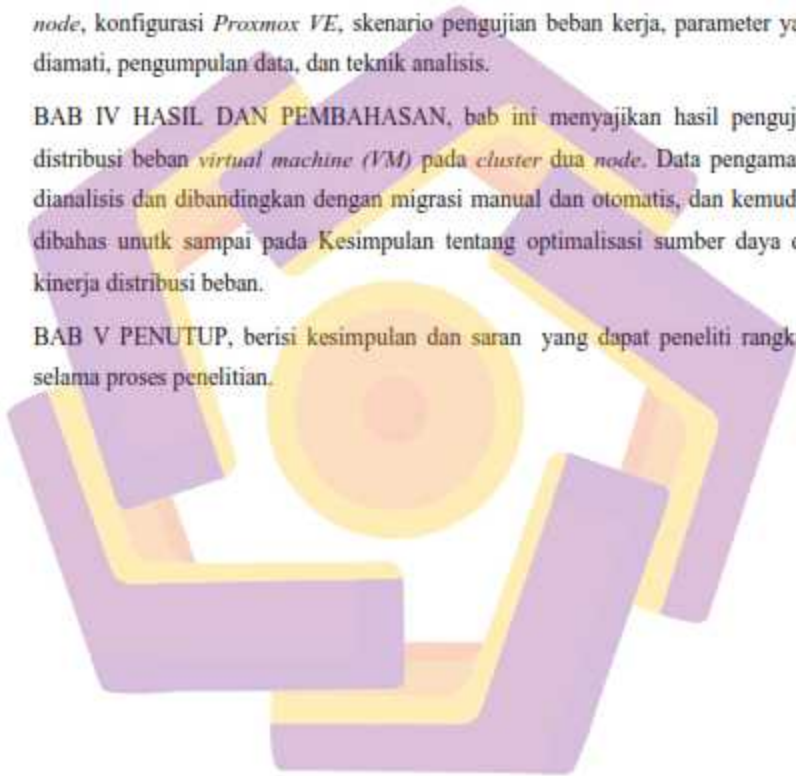 node, konfigurasi Proxmox VE, skenario pengujian beban kerja, parameter ya
diamati, pengumpulan data, dan teknik analisis.
BAB IV HASIL DAN PEMBAHASAN, bab ini menyajikan hasil penguj
distribusi beban virtual machine (VM) pada cluster dua node. Data pengama
dianalisis dan dibandingkan dengan migrasi manual dan otomatis, dan kemud
dibahas unutk sampai pada Kesimpulan tentang optimalisasi sumber daya d
kinerja distribusi beban.
BAB V PENUTUP, berisi kesimpulan dan saran yang dapat peneliti rangk
selama proses penelitian.